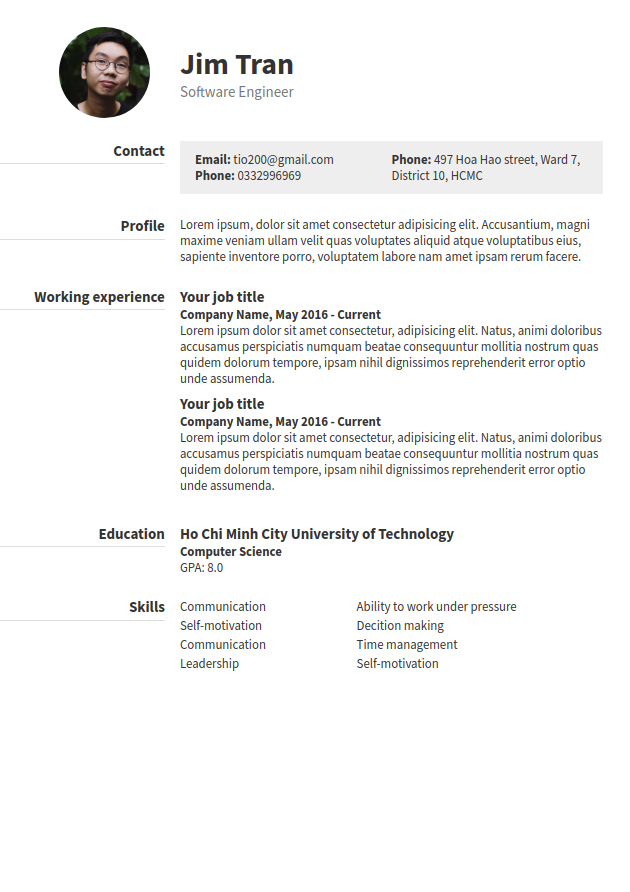 Jim Tran
Software Engineer
Contact
Email: tio200@gmail.com
Phone: 0332996969
Phone: 497 Hoa Hao street, Ward 7,
District 10, HCMC
Profile
Lorem ipsum, dolor sit amet consectetur adipisicing elit. Accusantium, magni
maxime veniam ullam velit quas voluptates aliquid atque voluptatibus eius,
sapiente inventore porro, voluptatem labore nam amet ipsam rerum facere.
Working experience
Your job title
Company Name, May 2016 - Current
Lorem ipsum dolor sit amet consectetur, adipisicing elit. Natus, animi doloribus
accusamus perspiciatis numquam beatae consequuntur mollitia nostrum quas
quidem dolorum tempore, ipsam nihil dignissimos reprehenderit error optio
unde assumenda.
Your job title
Company Name, May 2016 - Current
Lorem ipsum dolor sit amet consectetur, adipisicing elit. Natus, animi doloribus
accusamus perspiciatis numquam beatae consequuntur mollitia nostrum quas
quidem dolorum tempore, ipsam nihil dignissimos reprehenderit error optio
unde assumenda.
Education
Ho Chi Minh City University of Technology
Computer Science
GPA: 8.0
Skills
Communication
Self-motivation
Communication
Leadership
Ability to work under pressure
Decition making
Time management
Self-motivation